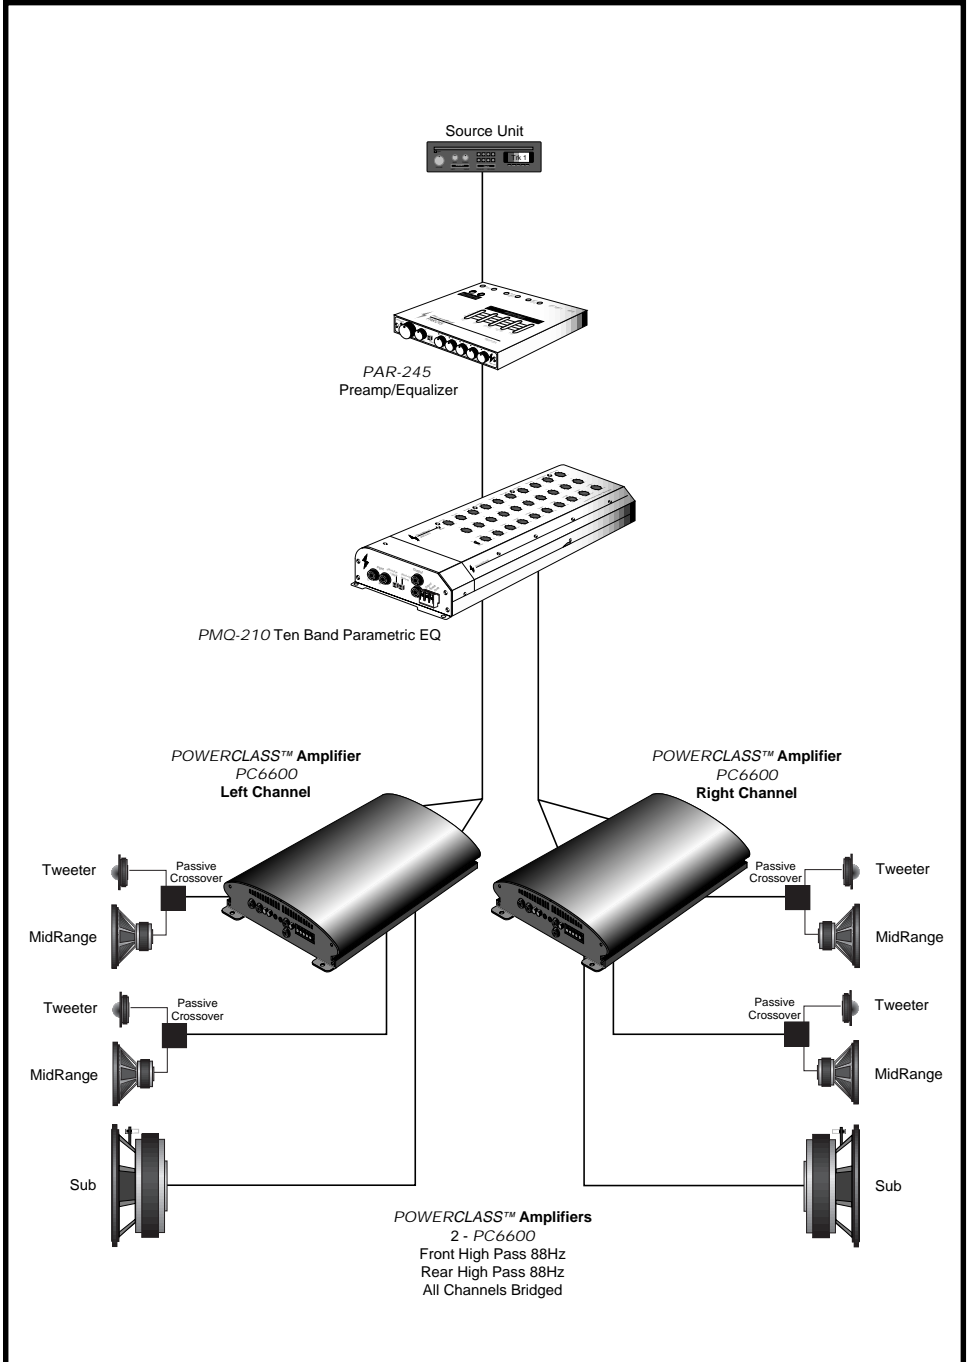 Source Unit
Trk 1
PAR-245
Preamp/Equalizer
PMQ-210 Ten Band Parametric EQ
POWERCLASS™ Amplifier
PC6600
Left Channel
POWERCLASS™ Amplifier
PC6600
Right Channel
Tweeter
Passive
Crossover
MidRange
Tweeter
Passive
Crossover
MidRange
Sub
Passive
Crossover
Tweeter
MidRange
Passive
Crossover
Tweeter
MidRange
Sub
POWERCLASS™ Amplifiers
2 - PC6600
Front High Pass 88Hz
Rear High Pass 88Hz
All Channels Bridged